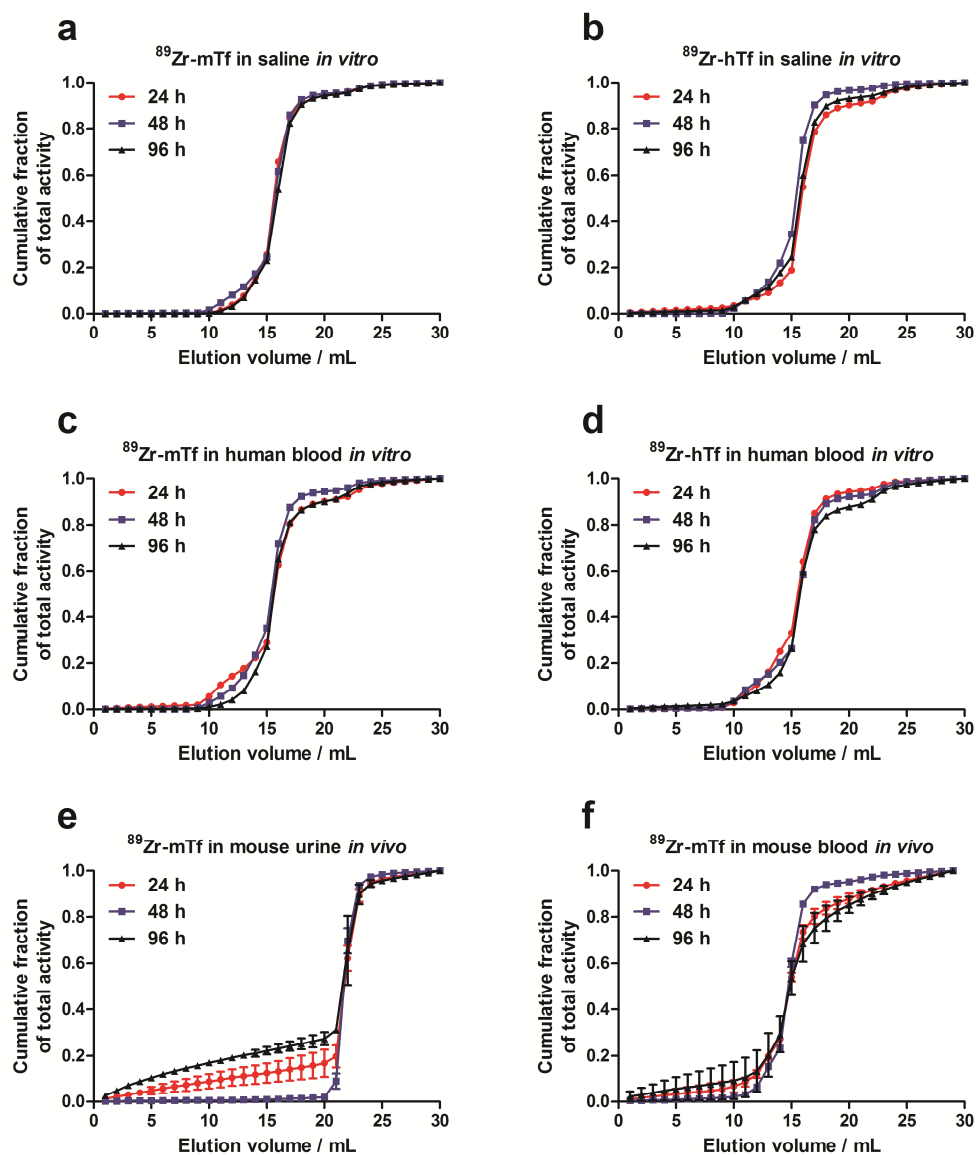 a
⁸⁹Zr-mTf in saline in vitro
1.0
0.8
0.6
0.4
0.2
0.0
24 h
48 h
96 h
Cumulative fraction
of total activity
0 5 10 15 20 25 30
Elution volume / mL
b
⁸⁹Zr-hTf in saline in vitro
1.0
0.8
0.6
0.4
0.2
0.0
24 h
48 h
96 h
Cumulative fraction
of total activity
0 5 10 15 20 25 30
Elution volume / mL
c
⁸⁹Zr-mTf in human blood in vitro
1.0
0.8
0.6
0.4
0.2
0.0
24 h
48 h
96 h
Cumulative fraction
of total activity
0 5 10 15 20 25 30
Elution volume / mL
d
⁸⁹Zr-hTf in human blood in vitro
1.0
0.8
0.6
0.4
0.2
0.0
24 h
48 h
96 h
Cumulative fraction
of total activity
0 5 10 15 20 25 30
Elution volume / mL
e
⁸⁹Zr-mTf in mouse urine in vivo
1.0
0.8
0.6
0.4
0.2
0.0
24 h
48 h
96 h
Cumulative fraction
of total activity
0 5 10 15 20 25 30
Elution volume / mL
f
⁸⁹Zr-mTf in mouse blood in vivo
1.0
0.8
0.6
0.4
0.2
0.0
24 h
48 h
96 h
Cumulative fraction
of total activity
0 5 10 15 20 25 30
Elution volume / mL